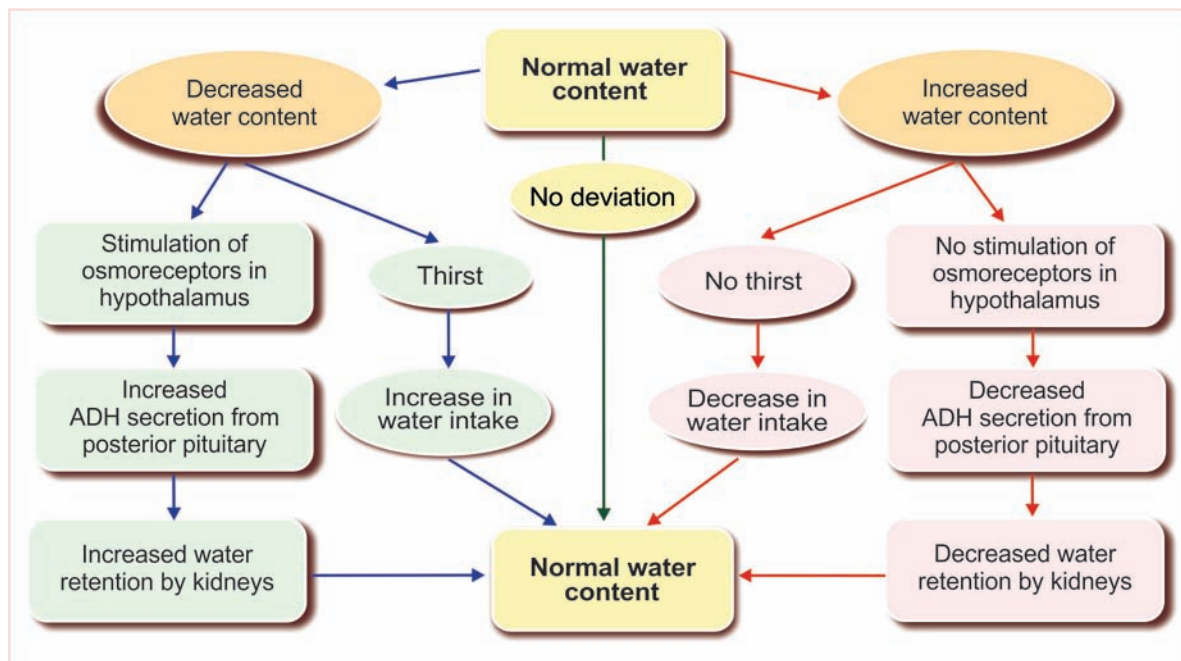 Normal water
content
Decreased
water content
Increased
water content
No deviation
Stimulation of
osmoreceptors in
hypothalamus
Thirst
No thirst
No stimulation of
osmoreceptors in
hypothalamus
Increased
ADH secretion from
posterior pituitary
Increase in
water intake
Decrease in
water intake
Decreased
ADH secretion from
posterior pituitary
Increased water
retention by kidneys
Normal water
content
Decreased water
retention by kidneys